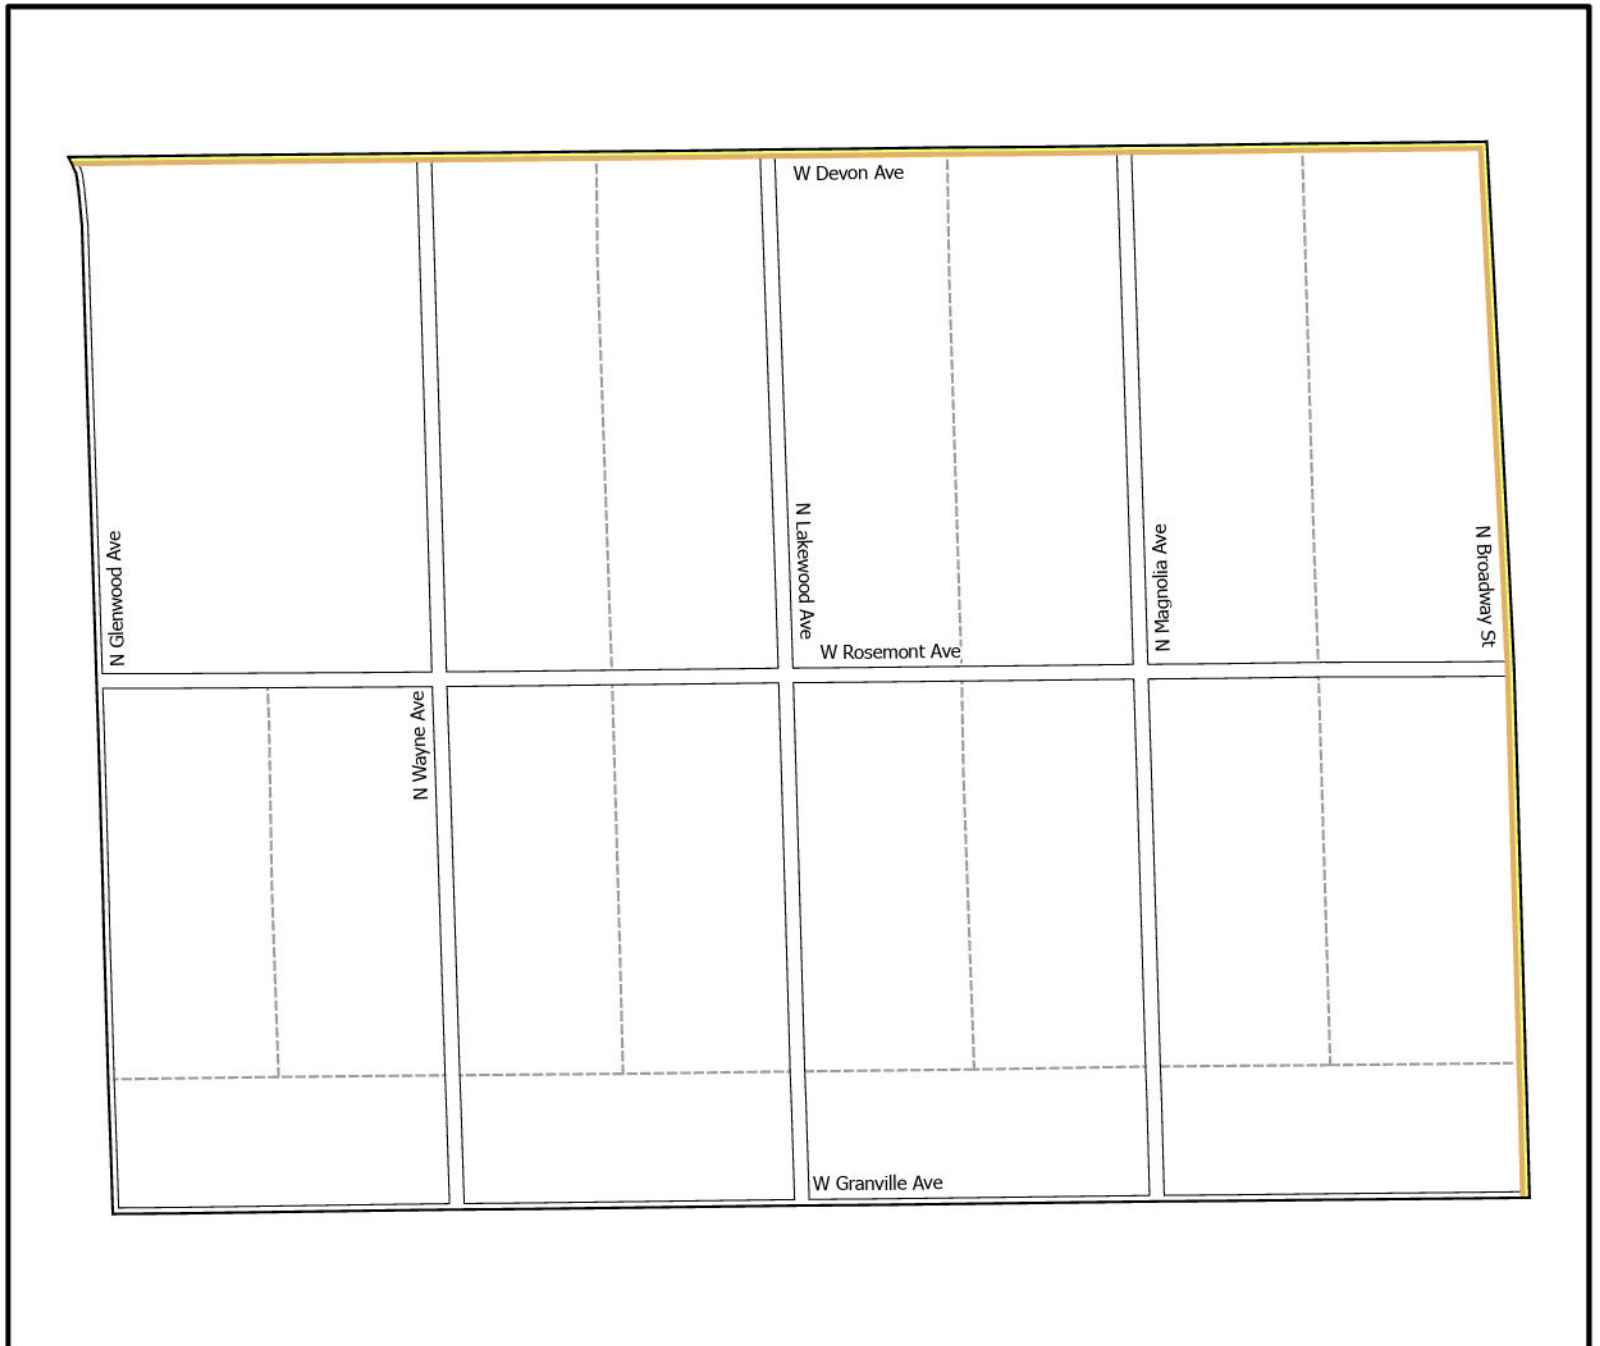 W Devon Ave
N Glenwood Ave
N Lakewood Ave
N Magnolia Ave
N Broadway St
W Rosemont Ave
N Wayne Ave
W Granville Ave